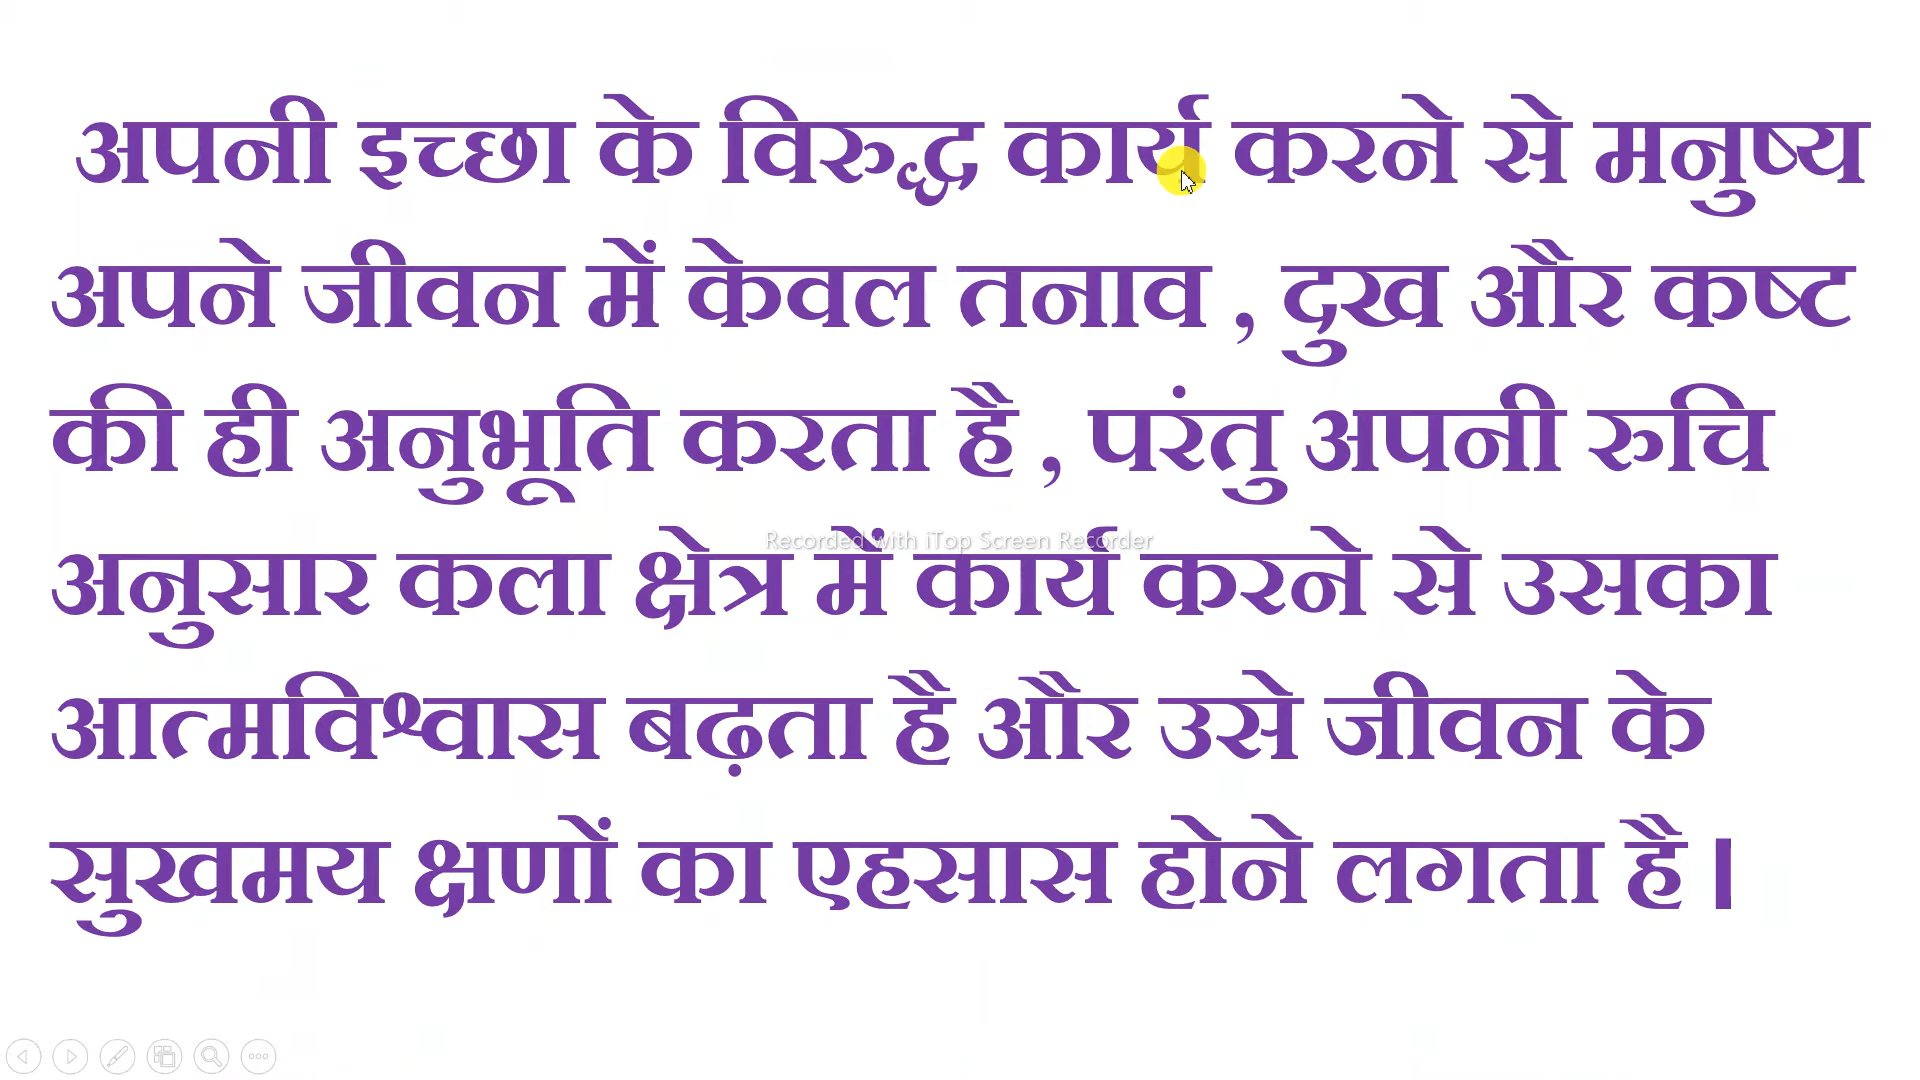 अपनी इच्छा के विरुद्ध कार्य करने से मनुष्य
अपने जीवन में केवल तनाव , दुख और कष्ट
की ही अनुभूति करता है , परंतु अपनी रुचि
Recorded with iTop Screen Recorder
अनुसार कला क्षेत्र में कार्य करने से उसका
आत्मविश्वास बढ़ता है और उसे जीवन के
सुखमय क्षणों का एहसास होने लगता है ।